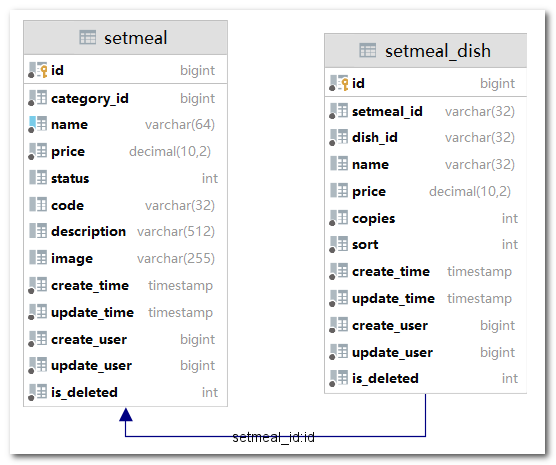 setmeal
id bigint
category_id bigint
name varchar(64)
price decimal(10,2)
status int
code varchar(32)
description varchar(512)
image varchar(255)
create_time timestamp
update_time timestamp
create_user bigint
update_user bigint
is_deleted int
setmeal_dish
id bigint
setmeal_id varchar(32)
dish_id varchar(32)
name varchar(32)
price decimal(10,2)
copies int
sort int
create_time timestamp
update_time timestamp
create_user bigint
update_user bigint
is_deleted int
setmeal_id:id